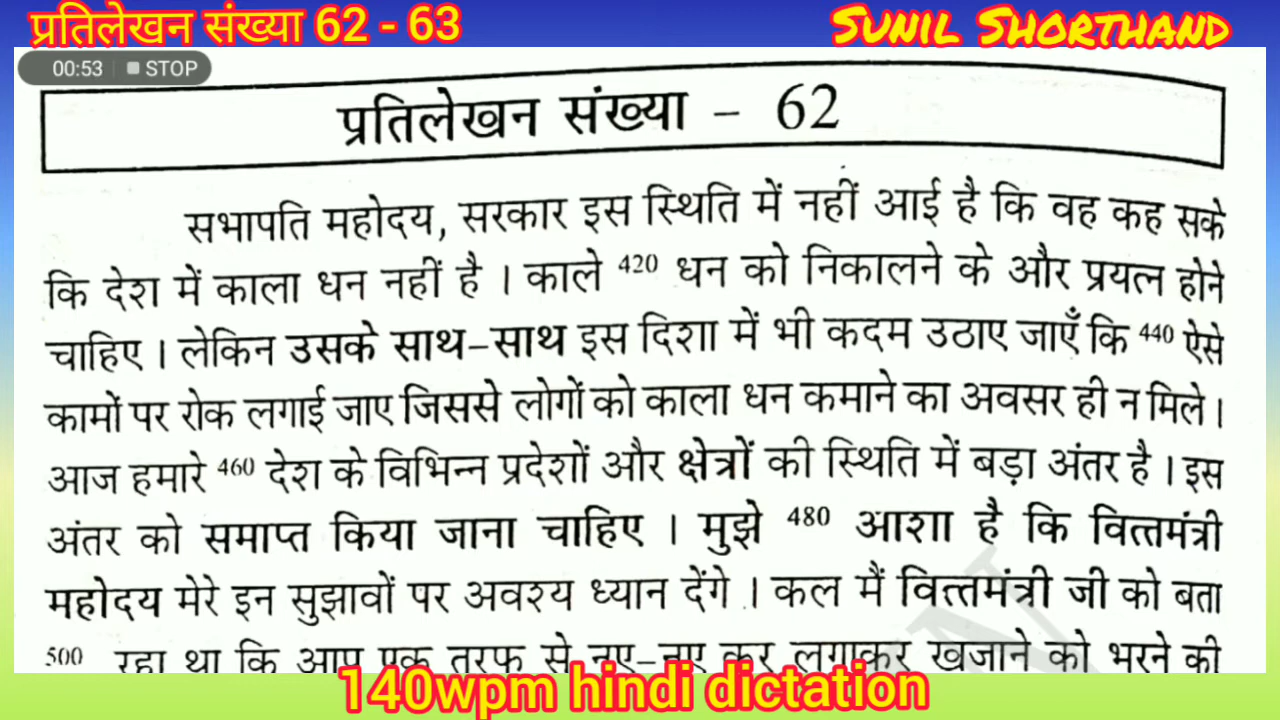 प्रतिलेखन संख्या 62 - 63
Sunil Shorthand
00:53 STOP
प्रतिलेखन संख्या - 62
सभापति महोदय, सरकार इस स्थिति में नहीं आई है कि वह कह सके
कि देश में काला धन नहीं है । काले 420 धन को निकालने के और प्रयत्न होने
चाहिए । लेकिन उसके साथ-साथ इस दिशा में भी कदम उठाए जाएँ कि 440 ऐसे
कामों पर रोक लगाई जाए जिससे लोगों को काला धन कमाने का अवसर ही न मिले ।
आज हमारे 460 देश के विभिन्न प्रदेशों और क्षेत्रों की स्थिति में बड़ा अंतर है । इस
अंतर को समाप्त किया जाना चाहिए । मुझे 480 आशा है कि वित्तमंत्री
महोदय मेरे इन सुझावों पर अवश्य ध्यान देंगे । कल मैं वित्तमंत्री जी को बता
500 रहा था कि आप एक तरफ से नए-नए कर लगाकर खजाने को भरने की
140wpm hindi dictation